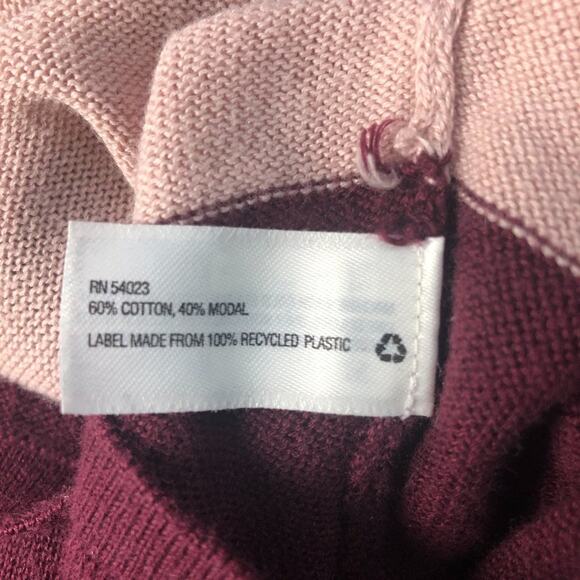 RN 54023
60% COTTON, 40% MODAL
LABEL MADE FROM 100% RECYCLED PLASTIC